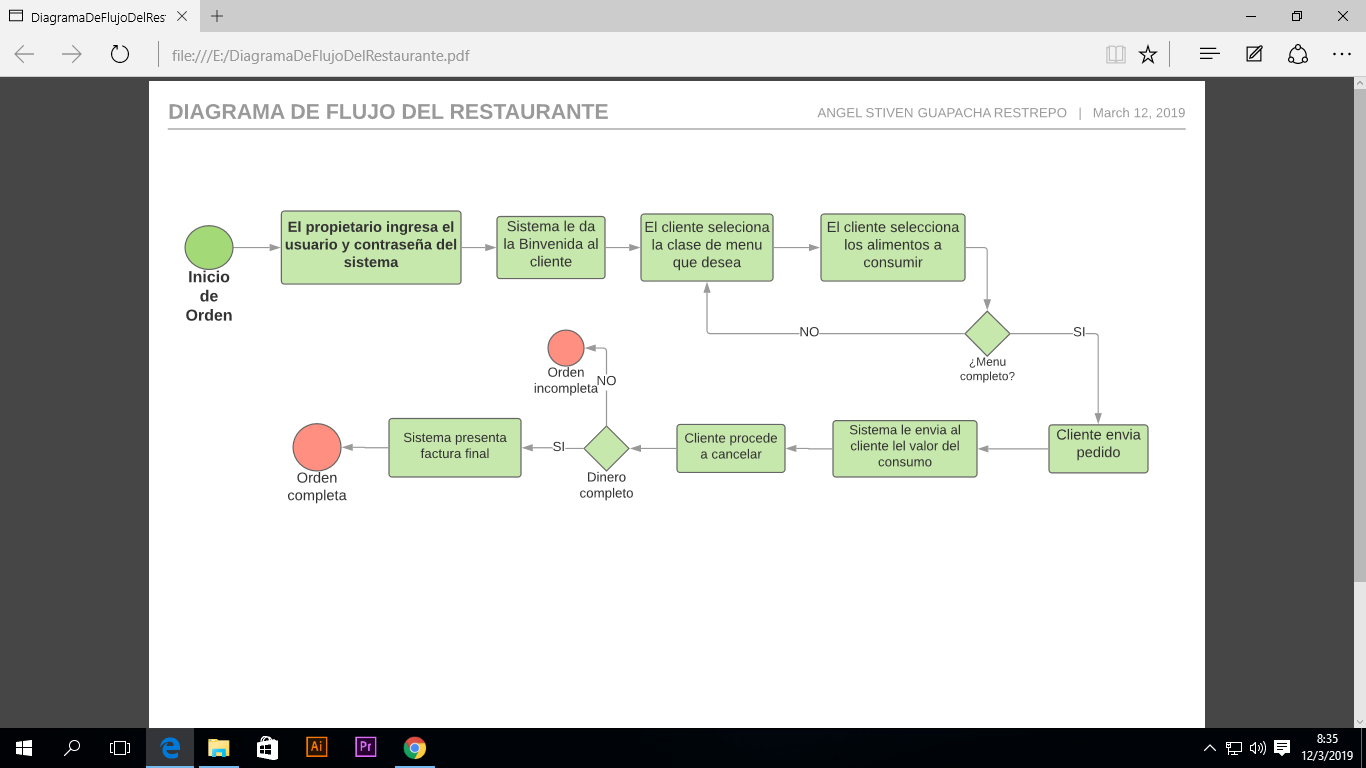 DiagramaDeFlujoDelRes
file:///E:/DiagramaDeFlujoDelRestaurante.pdf
DIAGRAMA DE FLUJO DEL RESTAURANTE
ANGEL STIVEN GUAPACHA RESTREPO | March 12, 2019
Inicio
de
Orden
El propietario ingresa el
usuario y contraseña del
sistema
Sistema le da
la Binvenida al
cliente
El cliente seleciona
la clase de menu
que desea
El cliente selecciona
los alimentos a
consumir
¿Menu
completo?
NO
SI
Cliente envia
pedido
Sistema le envia al
cliente lel valor del
consumo
Cliente procede
a cancelar
Dinero
completo
NO
Orden
incompleta
SI
Sistema presenta
factura final
Orden
completa
Ai
Pr
8:35
12/3/2019